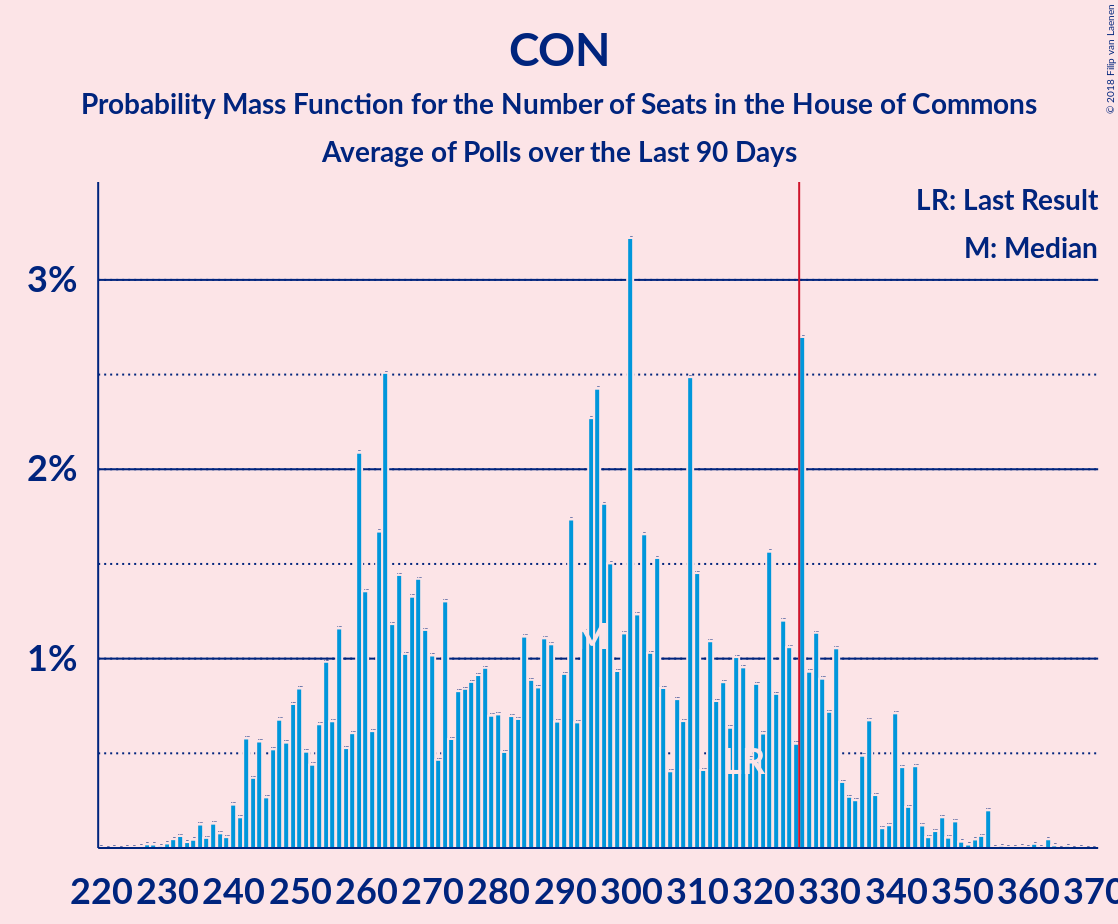 CON
Probability Mass Function for the Number of Seats in the House of Commons
Average of Polls over the Last 90 Days
© 2018 Filip van Laenen
LR: Last Result
M: Median
3%
2%
1%
M
LR
220 230 240 250 260 270 280 290 300 310 320 330 340 350 360 370